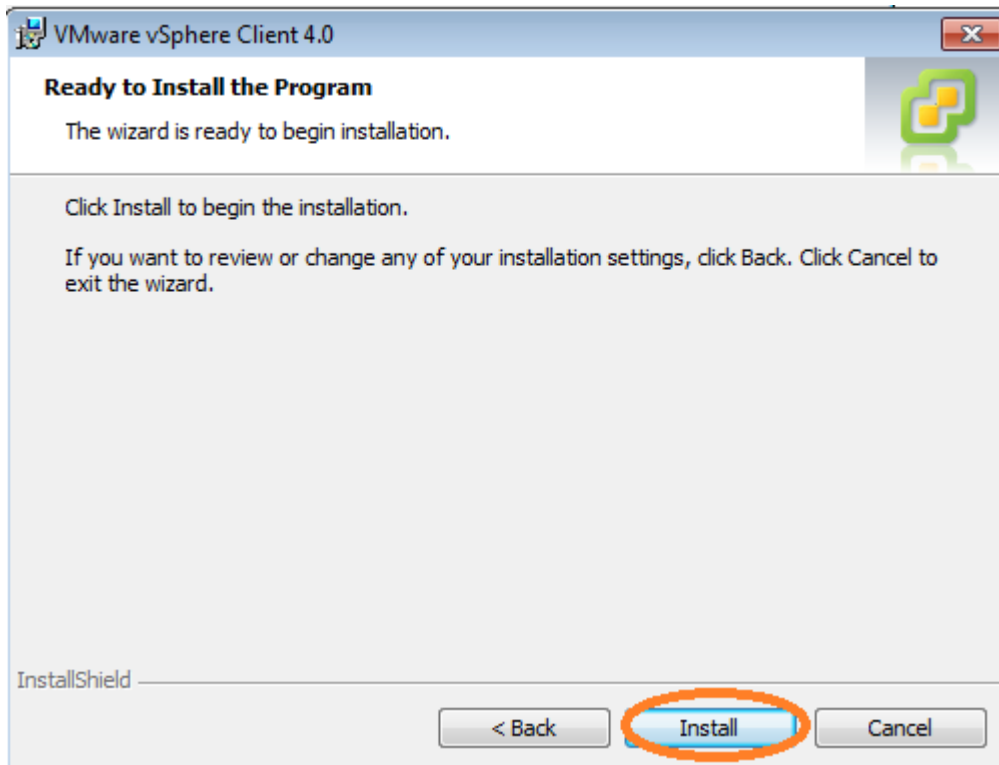 VMware vSphere Client 4.0
Ready to Install the Program
The wizard is ready to begin installation.
Click Install to begin the installation.
If you want to review or change any of your installation settings, click Back. Click Cancel to
exit the wizard.
InstallShield
< Back
Install
Cancel